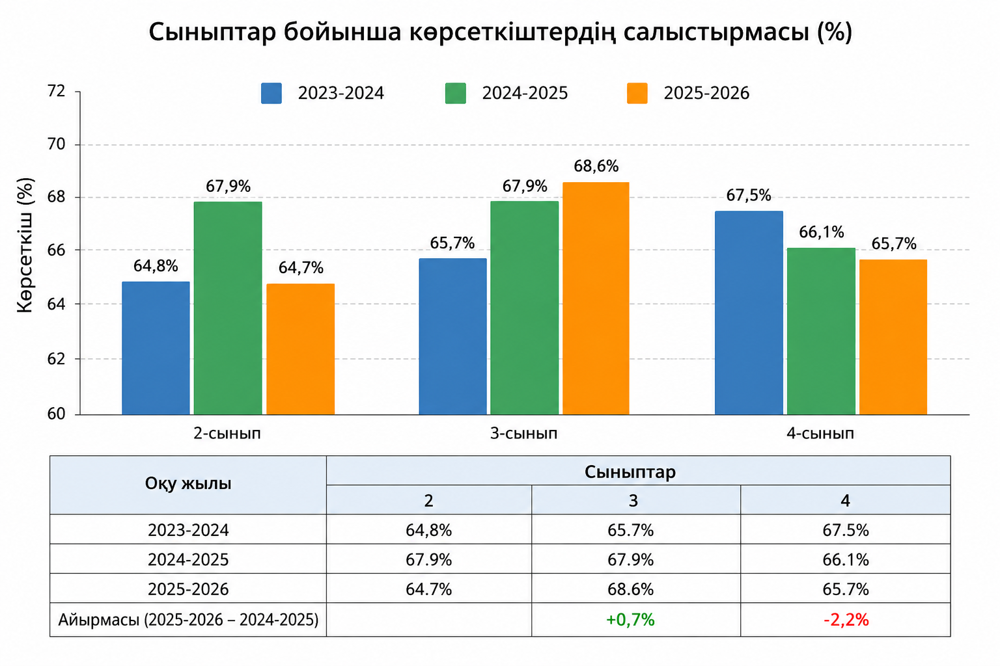 Сыныптар бойынша көрсеткіштердің салыстырмасы (%)
2023-2024 2024-2025 2025-2026
Көрсеткіш (%)
72
70
68
66
64
62
60
64,8% 67,9% 64,7%
65,7% 67,9% 68,6%
67,5% 66,1% 65,7%
2-сынып 3-сынып 4-сынып
Оқу жылы Сыныптар
2 3 4
2023-2024 64,8% 65.7% 67.5%
2024-2025 67.9% 67.9% 66.1%
2025-2026 64.7% 68.6% 65.7%
Айырмасы (2025-2026 – 2024-2025) +0,7% -2,2%